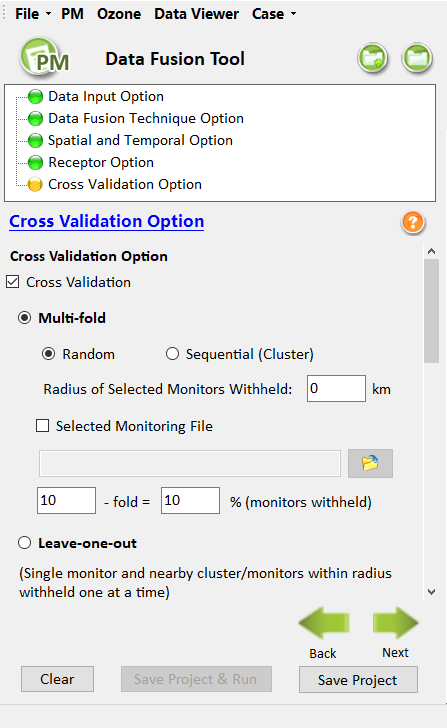 File PM Ozone Data Viewer Case
PM Data Fusion Tool
Data Input Option
Data Fusion Technique Option
Spatial and Temporal Option
Receptor Option
Cross Validation Option
Cross Validation Option ?
Cross Validation Option
Cross Validation
Multi-fold
Random Sequential (Cluster)
Radius of Selected Monitors Withheld: 0 km
Selected Monitoring File
10 - fold = 10 % (monitors withheld)
Leave-one-out
(Single monitor and nearby cluster/monitors within radius
withheld one at a time)
Back Next
Clear Save Project & Run Save Project